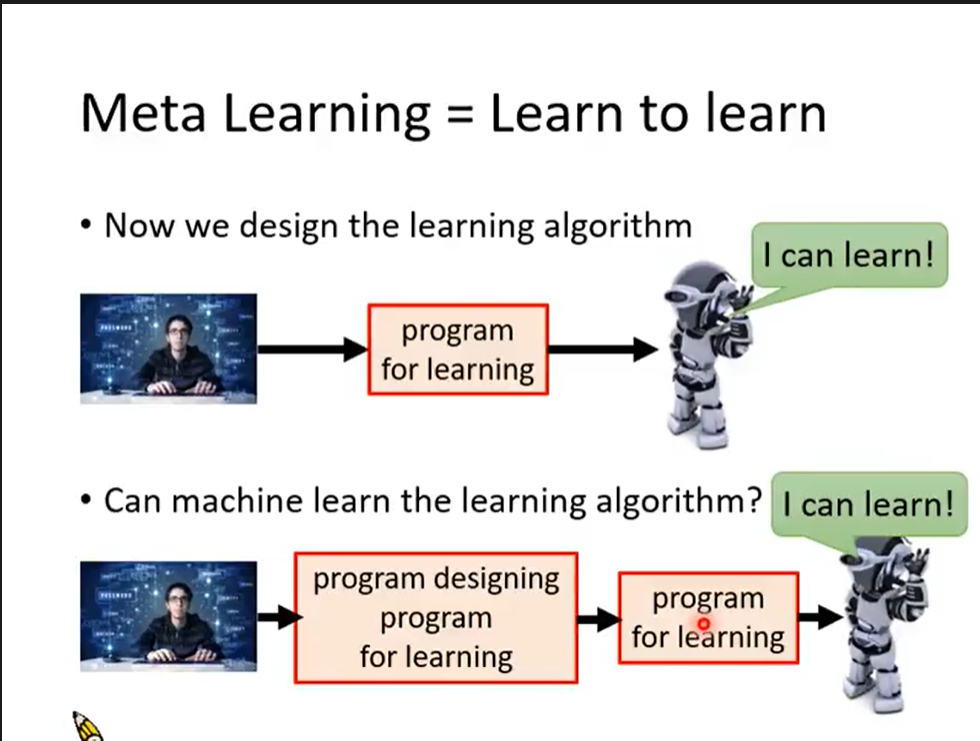 Meta Learning = Learn to learn
• Now we design the learning algorithm
I can learn!
program
for learning
• Can machine learn the learning algorithm?
I can learn!
program designing
program
for learning
program
for learning